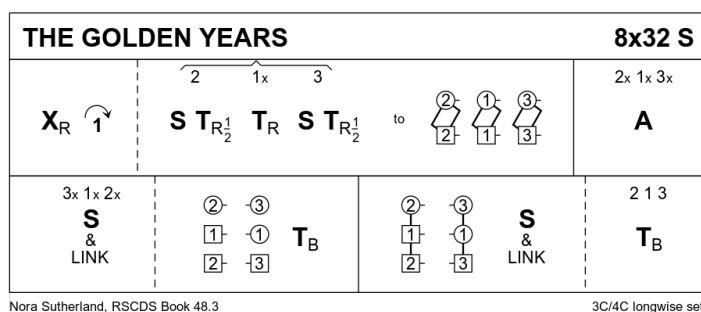 THE GOLDEN YEARS 8x32 S
2 1x 3 2x 1x 3x
X R 1 S T R 1/2 T R S T R 1/2 to 2 1 3 A
2 1 3
3x 1x 2x 2 1 3
S & LINK 2 3 1 1 2 3 T B 2 3 1 1 2 3 S & LINK T B
Nora Sutherland, RSCDS Book 48.3 3C/4C longwise set